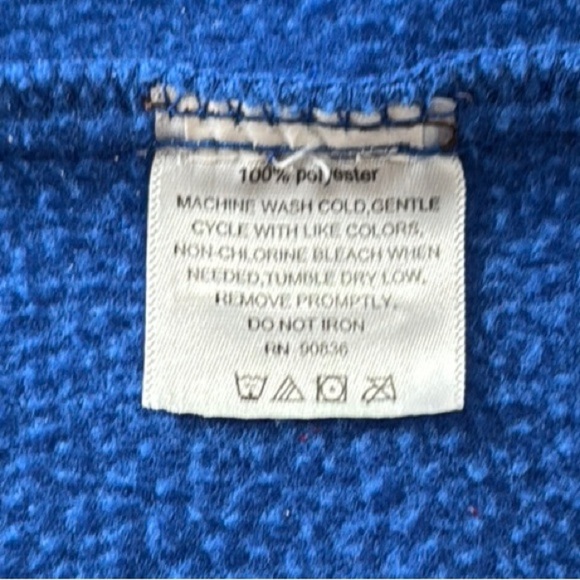 100% polyester
MACHINE WASH COLD,GENTLE
CYCLE WITH LIKE COLORS,
NON-CHLORINE BLEACH WHEN
NEEDED,TUMBLE DRY LOW,
REMOVE PROMPTLY,
DO NOT IRON
RN 90836